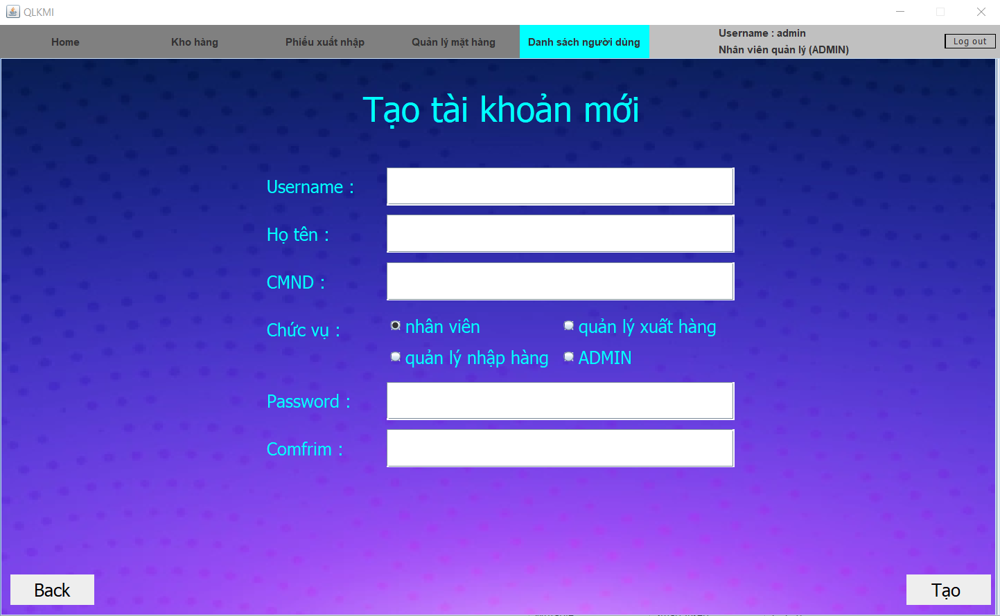 QLKMI
Home Kho hàng Phiếu xuất nhập Quản lý mặt hàng Danh sách người dùng
Username : admin
Nhân viên quản lý (ADMIN)
Log out
Tạo tài khoản mới
Username :
Họ tên :
CMND :
Chức vụ :
nhân viên quản lý xuất hàng
quản lý nhập hàng ADMIN
Password :
Comfrim :
Back Tạo